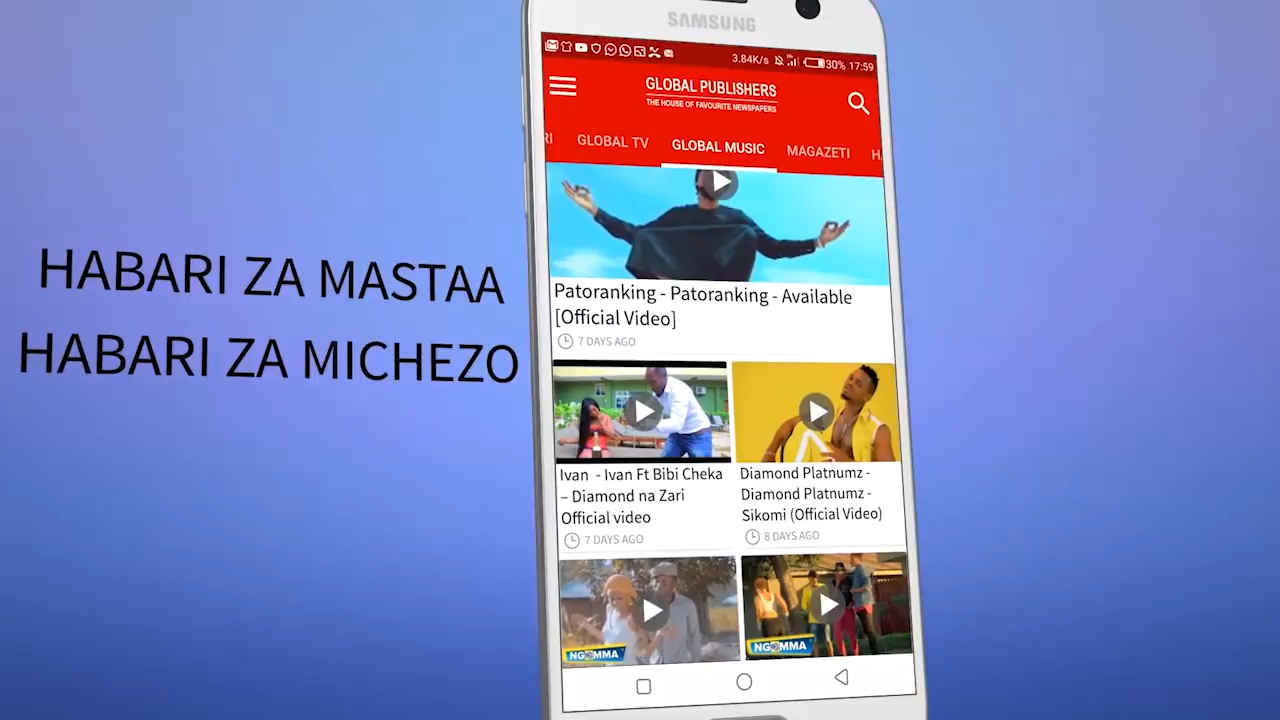 HABARI ZA MASTAA
HABARI ZA MICHEZO
SAMSUNG
3.84K/s 30% 17:59
GLOBAL PUBLISHERS
THE HOUSE OF FAVOURITE NEWSPAPERS
RI GLOBAL TV GLOBAL MUSIC MAGAZETI H
Patoranking - Patoranking - Available
[Official Video]
7 DAYS AGO
Ivan - Ivan Ft Bibi Cheka
– Diamond na Zari
Official video
7 DAYS AGO
Diamond Platnumz -
Diamond Platnumz -
Sikomi (Official Video)
8 DAYS AGO
NGOMMA
NGOMMA